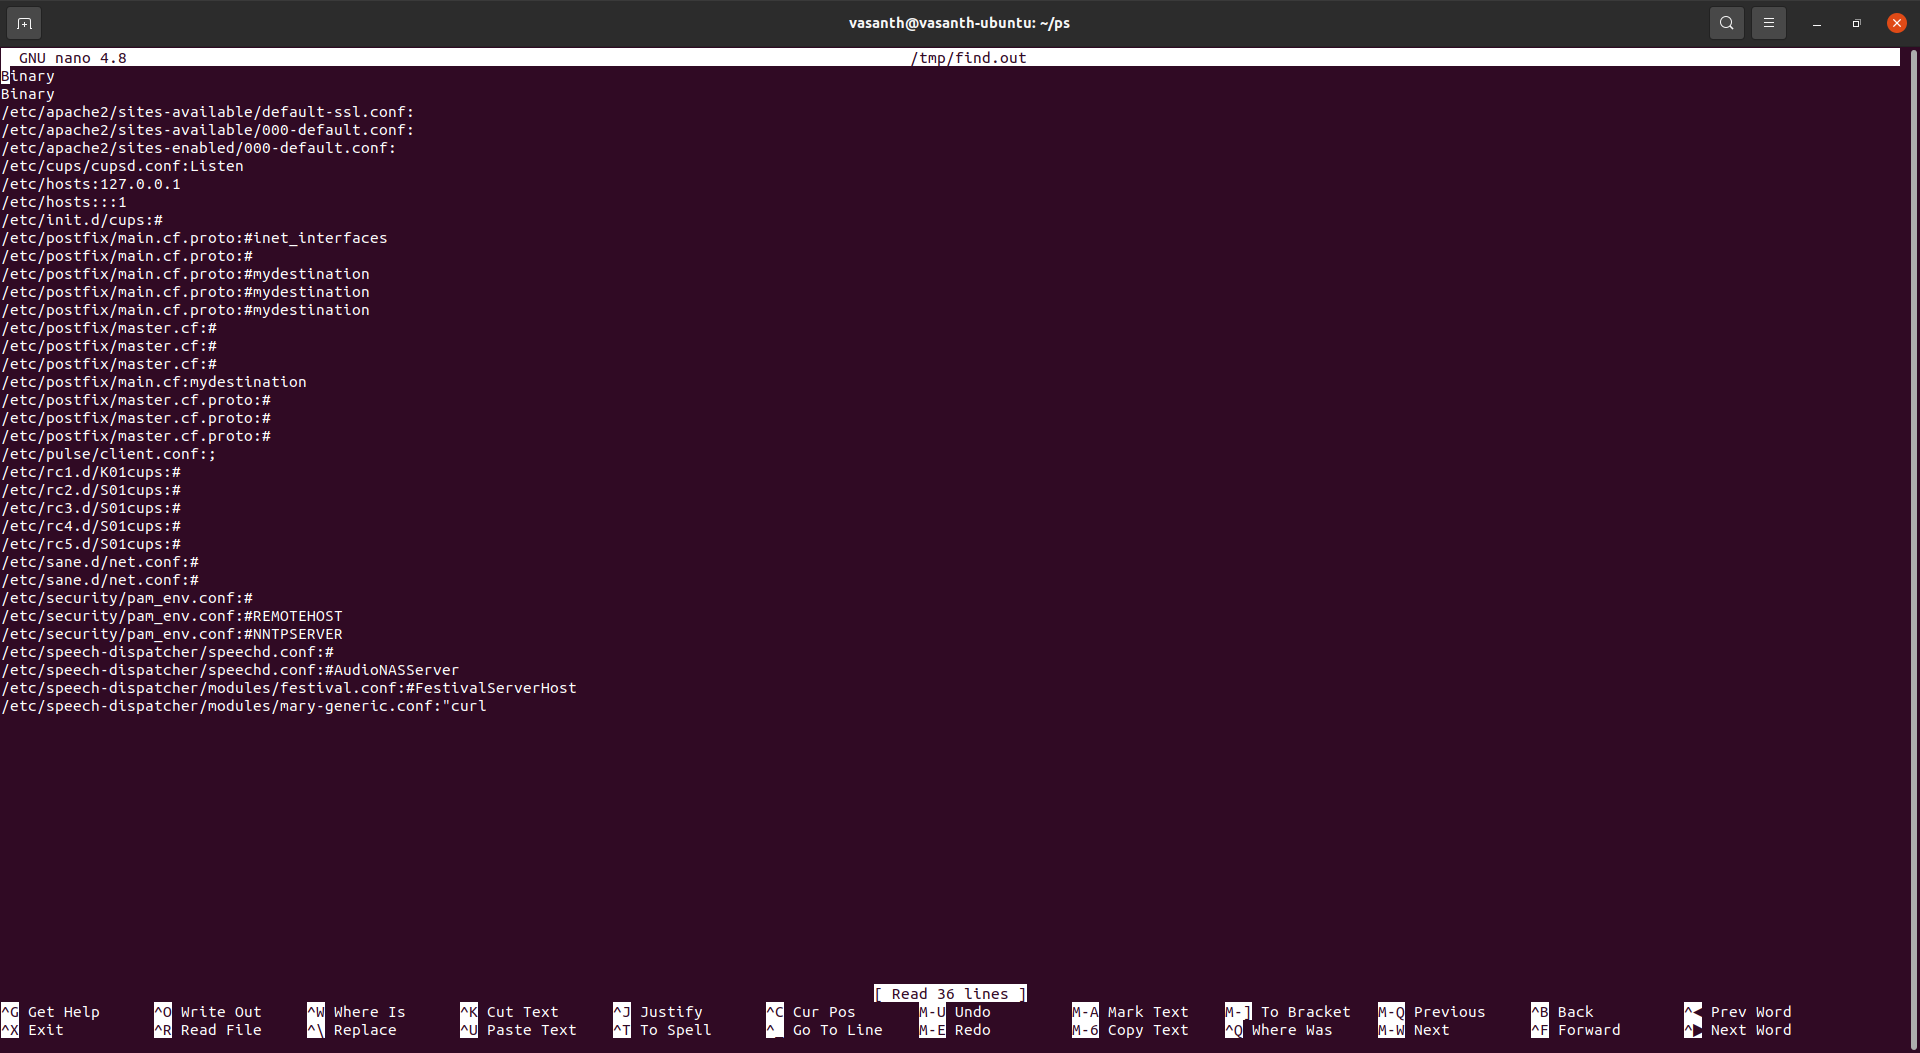 vasanth@vasanth-ubuntu: ~/ps
GNU nano 4.8 /tmp/find.out
Binary
Binary
/etc/apache2/sites-available/default-ssl.conf:
/etc/apache2/sites-available/000-default.conf:
/etc/apache2/sites-enabled/000-default.conf:
/etc/cups/cupsd.conf:Listen
/etc/hosts:127.0.0.1
/etc/hosts:::1
/etc/init.d/cups:#
/etc/postfix/main.cf.proto:#inet_interfaces
/etc/postfix/main.cf.proto:#
/etc/postfix/main.cf.proto:#mydestination
/etc/postfix/main.cf.proto:#mydestination
/etc/postfix/main.cf.proto:#mydestination
/etc/postfix/master.cf:#
/etc/postfix/master.cf:#
/etc/postfix/master.cf:#
/etc/postfix/main.cf:mydestination
/etc/postfix/master.cf.proto:#
/etc/postfix/master.cf.proto:#
/etc/postfix/master.cf.proto:#
/etc/pulse/client.conf:;
/etc/rc1.d/K01cups:#
/etc/rc2.d/S01cups:#
/etc/rc3.d/S01cups:#
/etc/rc4.d/S01cups:#
/etc/rc5.d/S01cups:#
/etc/sane.d/net.conf:#
/etc/sane.d/net.conf:#
/etc/security/pam_env.conf:#
/etc/security/pam_env.conf:#REMOTEHOST
/etc/security/pam_env.conf:#NNTPSERVER
/etc/speech-dispatcher/speechd.conf:#
/etc/speech-dispatcher/speechd.conf:#AudioNASServer
/etc/speech-dispatcher/modules/festival.conf:#FestivalServerHost
/etc/speech-dispatcher/modules/mary-generic.conf:"curl
[ Read 36 lines ]
^G Get Help ^O Write Out ^W Where Is ^K Cut Text ^J Justify ^C Cur Pos M-U Undo M-A Mark Text M-] To Bracket M-Q Previous ^B Back ^◀ Prev Word
^X Exit ^R Read File ^\ Replace ^U Paste Text ^T To Spell ^_ Go To Line M-E Redo M-6 Copy Text ^Q Where Was M-W Next ^F Forward ^▶ Next Word